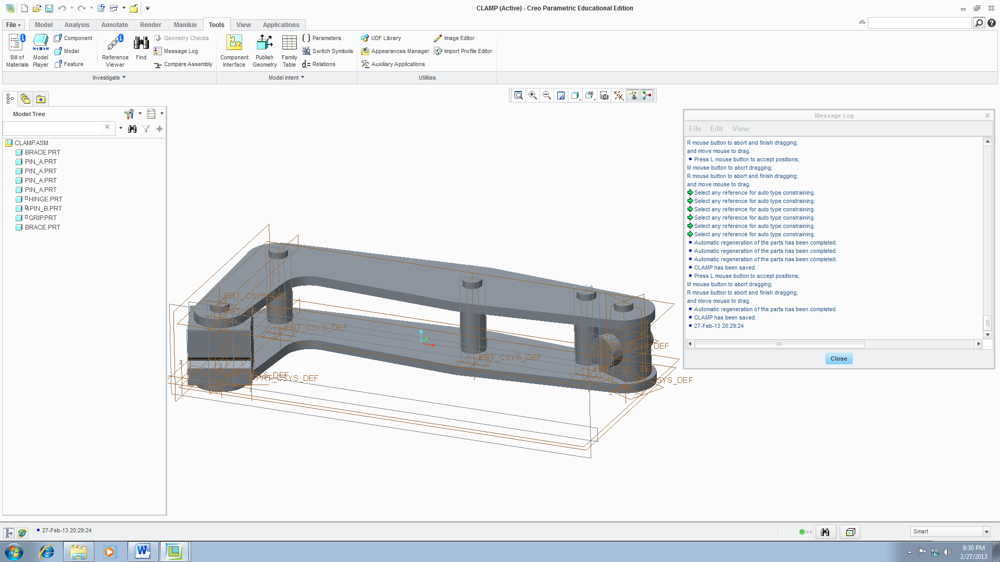 CLAMP (Active) - Creo Parametric Educational Edition
File Model Analysis Annotate Render Manikin Tools View Applications
Bill of Materials
Model Player
Component
Model
Feature
Reference Viewer
Find
Geometry Checks
Message Log
Compare Assembly
Component Interface
Publish Geometry
Family Table
Parameters
Switch Symbols
Relations
UDF Library
Appearances Manager
Auxiliary Applications
Image Editor
Import Profile Editor
Investigate
Model Intent
Utilities
Model Tree
CLAMP.ASM
BRACE.PRT
PIN_A.PRT
PIN_A.PRT
PIN_A.PRT
PIN_A.PRT
HINGE.PRT
PIN_B.PRT
GRIP.PRT
BRACE.PRT
PRT_CSYS_DEF
PRT_CSYS_DEF
PRT_CSYS_DEF
PRT_CSYS_DEF
PRT_CSYS_DEF
Message Log
File Edit View
R mouse button to abort and finish dragging;
and move mouse to drag.
Press L mouse button to accept positions;
M mouse button to abort dragging;
R mouse button to abort and finish dragging;
and move mouse to drag.
Select any reference for auto type constraining.
Select any reference for auto type constraining.
Select any reference for auto type constraining.
Select any reference for auto type constraining.
Select any reference for auto type constraining.
Select any reference for auto type constraining.
Automatic regeneration of the parts has been completed.
Automatic regeneration of the parts has been completed.
Automatic regeneration of the parts has been completed.
CLAMP has been saved.
Press L mouse button to accept positions;
M mouse button to abort dragging;
R mouse button to abort and finish dragging;
and move mouse to drag.
Automatic regeneration of the parts has been completed.
CLAMP has been saved.
27-Feb-13 20:29:24
Close
27-Feb-13 20:29:24
Smart
8:30 PM
2/27/2013